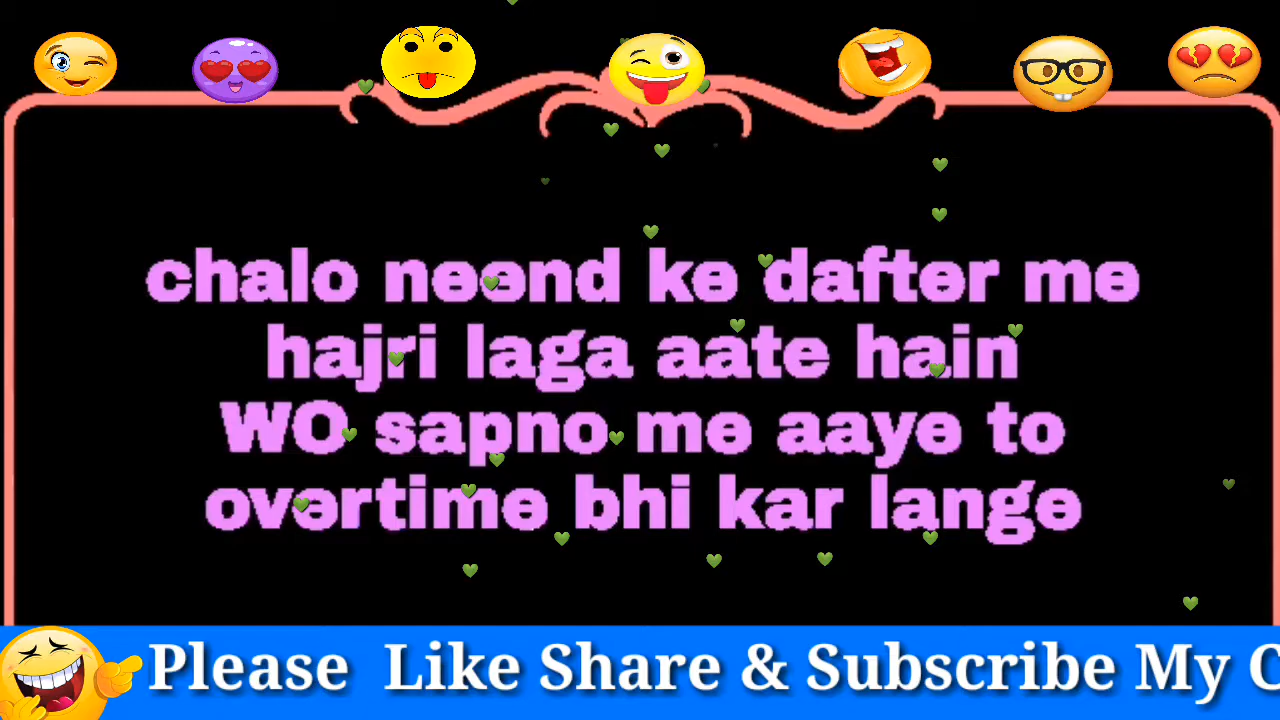 chalo neend ke dafter me
hajri laga aate hain
WO sapno me aaye to
overtime bhi kar lange
Please Like Share & Subscribe My